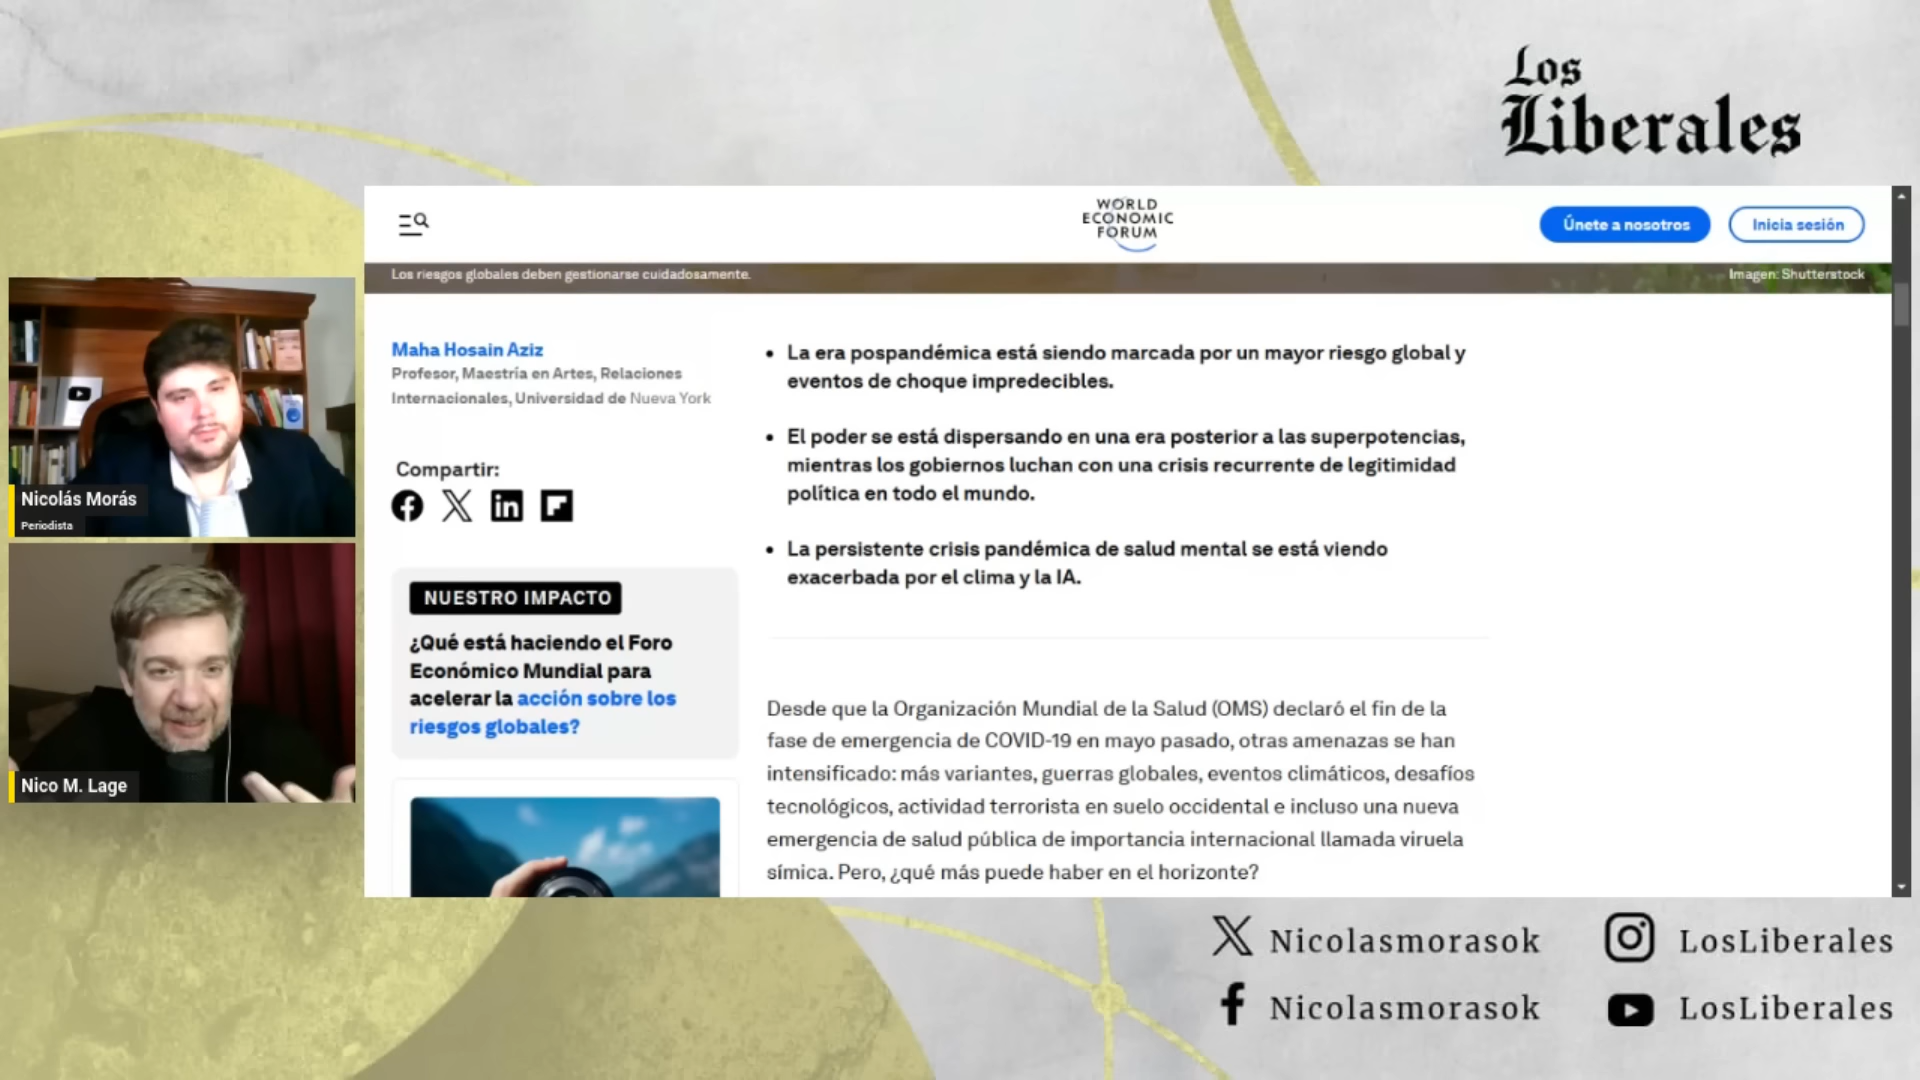 Los
Liberales
WORLD
ECONOMIC
FORUM
Únete a nosotros
Inicia sesión
Los riesgos globales deben gestionarse cuidadosamente.
Imagen: Shutterstock
Nicolás Morás
Periodista
Nico M. Lage
Maha Hosain Aziz
Profesor, Maestría en Artes, Relaciones
Internacionales, Universidad de Nueva York
Compartir:
NUESTRO IMPACTO
¿Qué está haciendo el Foro
Económico Mundial para
acelerar la acción sobre los
riesgos globales?
• La era pospandémica está siendo marcada por un mayor riesgo global y
eventos de choque impredecibles.
• El poder se está dispersando en una era posterior a las superpotencias,
mientras los gobiernos luchan con una crisis recurrente de legitimidad
política en todo el mundo.
• La persistente crisis pandémica de salud mental se está viendo
exacerbada por el clima y la IA.
Desde que la Organización Mundial de la Salud (OMS) declaró el fin de la
fase de emergencia de COVID-19 en mayo pasado, otras amenazas se han
intensificado: más variantes, guerras globales, eventos climáticos, desafíos
tecnológicos, actividad terrorista en suelo occidental e incluso una nueva
emergencia de salud pública de importancia internacional llamada viruela
símica. Pero, ¿qué más puede haber en el horizonte?
Nicolasmorasok
LosLiberales
Nicolasmorasok
LosLiberales